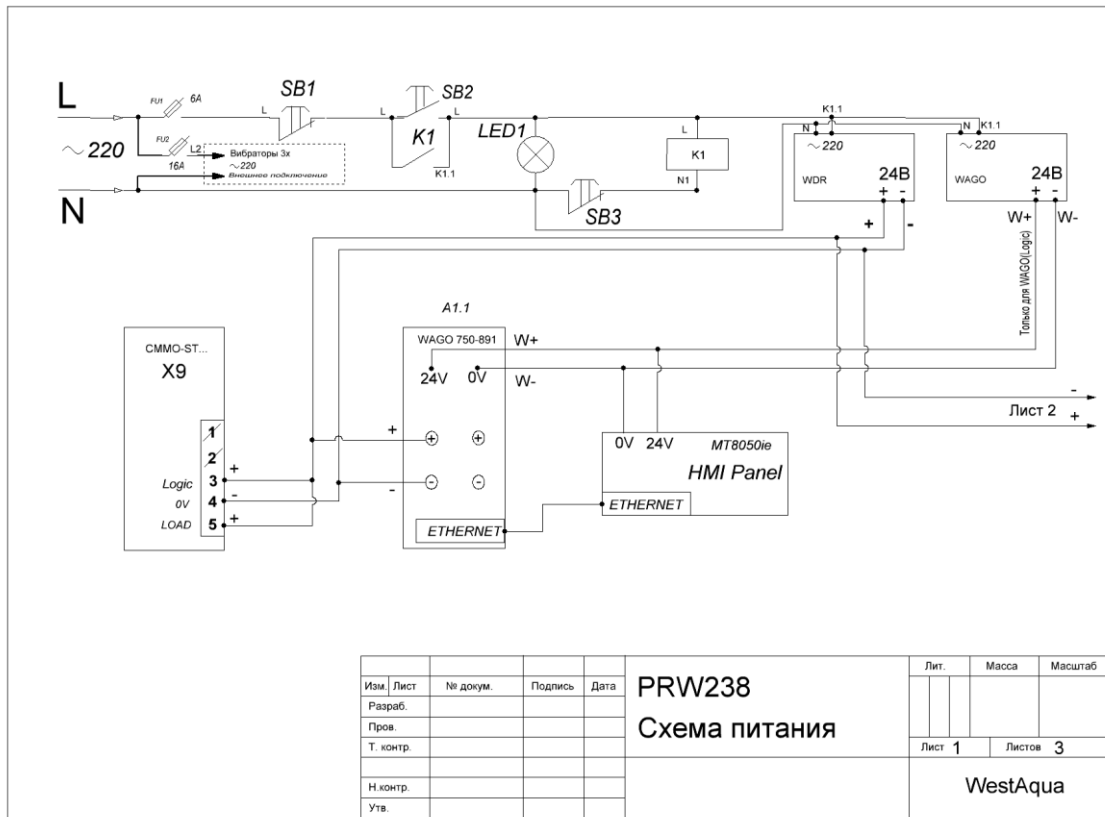 L
~ 220
N
FU1
6A
FU2
16A
L2
Вибраторы 3x
~220
Внешнее подключение
L
SB1
L
SB2
L
K1
K1.1
LED1
L
K1
N1
SB3
K1.1
N
~ 220
24В
WDR
+ -
+ -
N
K1.1
~ 220
24В
WAGO
+ -
W+ W-
Только для WAGO(Logic)
-
Лист 2
+
CMMO-ST...
X9
1
2
Logic 3 +
0V 4 -
LOAD 5 +
A1.1
WAGO 750-891
W+
24V 0V
W-
+ + +
- - -
ETHERNET
0V 24V
MT8050ie
HMI Panel
ETHERNET
Изм. Лист № докум. Подпись Дата
Разраб.
Пров.
Т. контр.
Н.контр.
Утв.
PRW238
Схема питания
Лит. Масса Масштаб
Лист 1 Листов 3
WestAqua